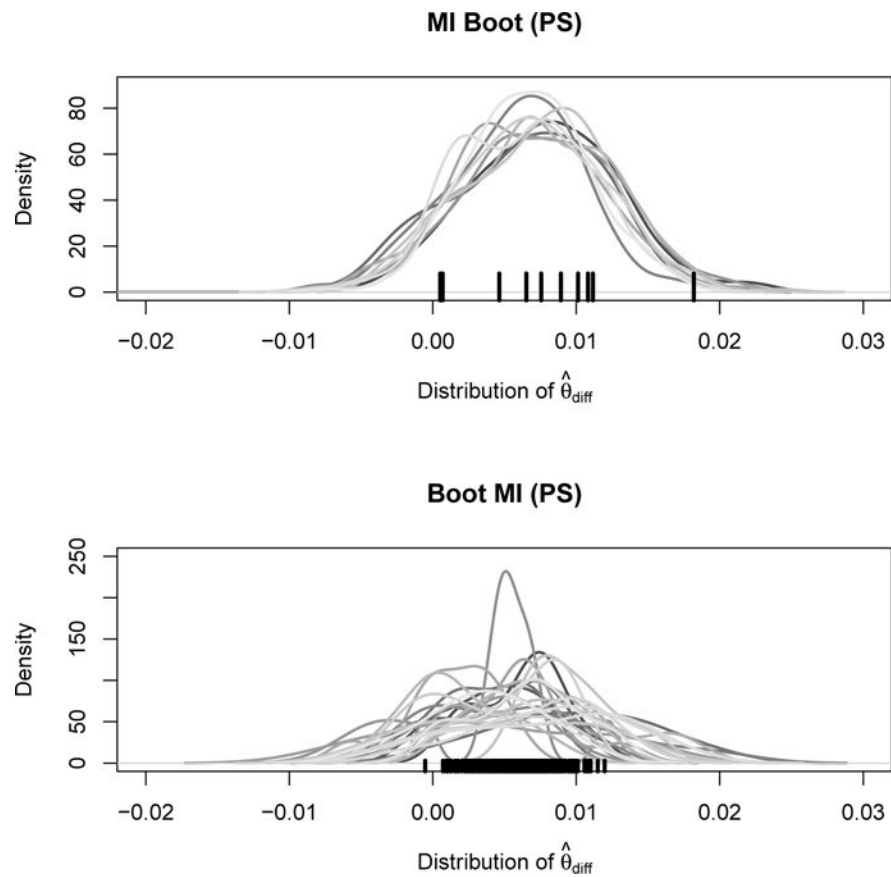 MI Boot (PS)
Density
80
60
40
20
0
−0.02 −0.01 0.00 0.01 0.02 0.03
Distribution of θ̂diff
Boot MI (PS)
Density
250
150
50
0
−0.02 −0.01 0.00 0.01 0.02 0.03
Distribution of θ̂diff